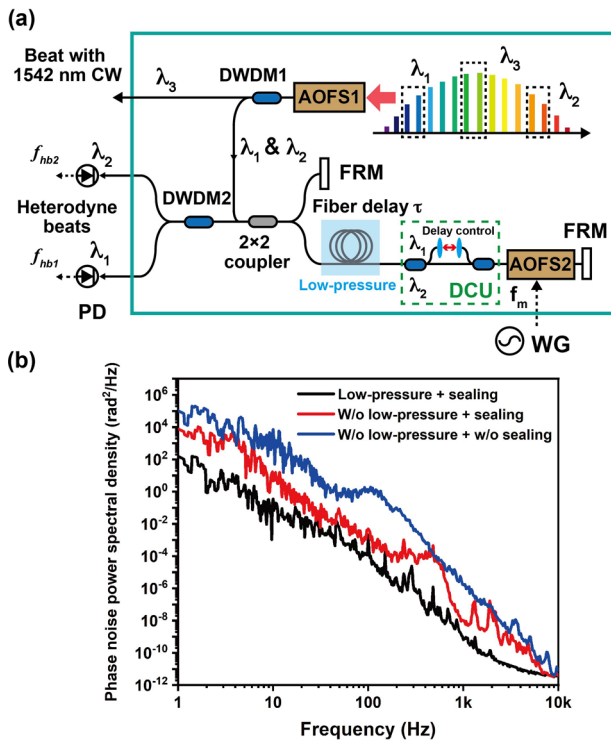 (a)
Beat with
1542 nm CW
λ3
DWDM1
AOFS1
λ1
λ3
λ2
λ1 & λ2
fhb2
λ2
DWDM2
FRM
Fiber delay τ
Heterodyne
beats
2×2
coupler
Delay control
FRM
λ1
AOFS2
fhb1
λ1
Low-pressure
λ2
DCU
fm
PD
WG
(b)
Phase noise power spectral density (rad²/Hz)
10⁶
10⁴
10²
10⁰
10⁻²
10⁻⁴
10⁻⁶
10⁻⁸
10⁻¹⁰
10⁻¹²
Low-pressure + sealing
W/o low-pressure + sealing
W/o low-pressure + w/o sealing
1
10
100
1k
10k
Frequency (Hz)